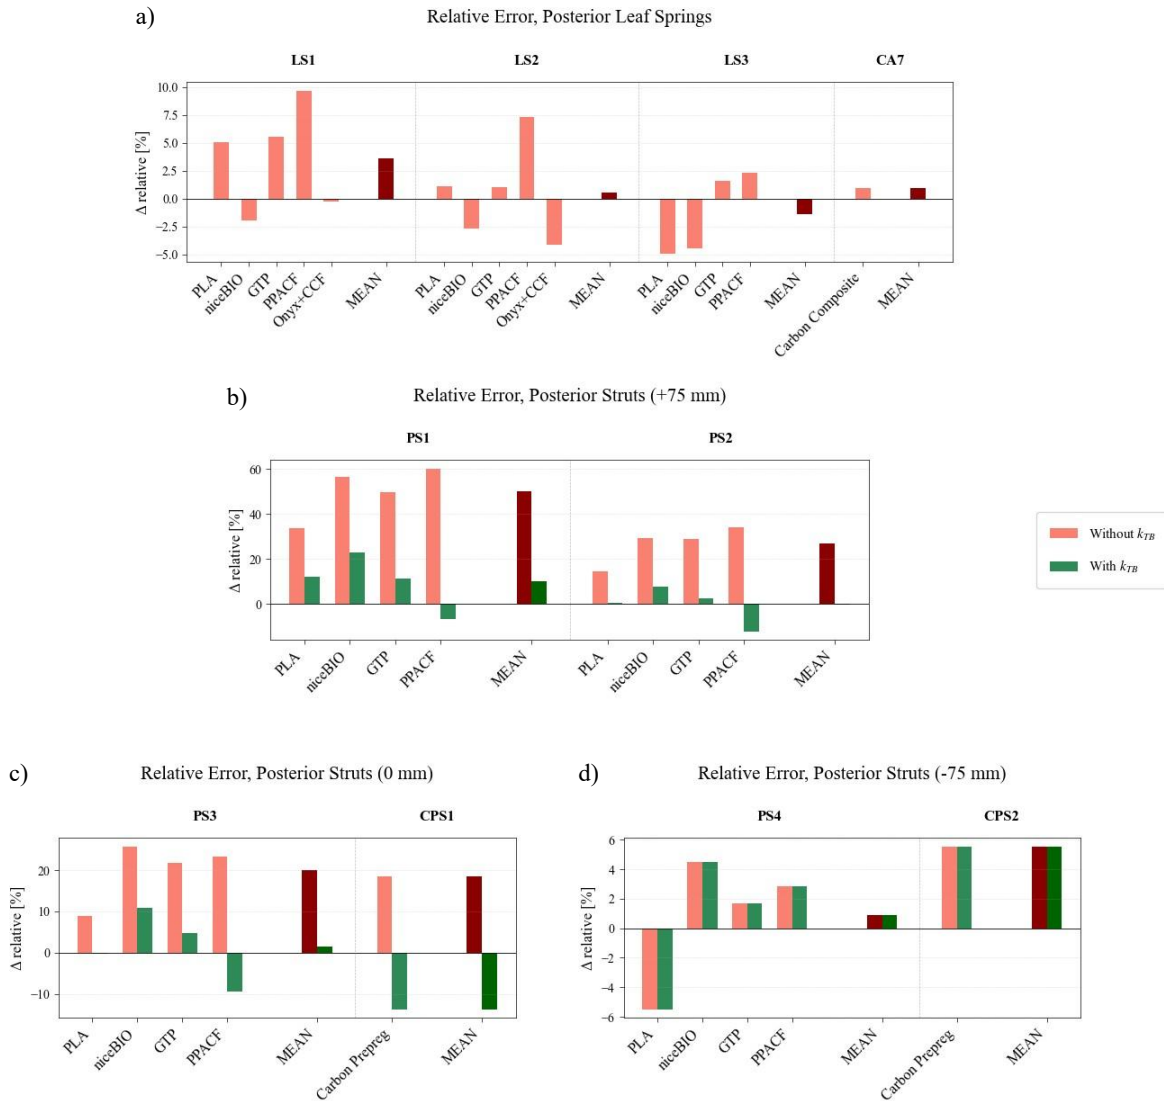 a)
Relative Error, Posterior Leaf Springs
LS1 LS2 LS3 CA7
10.0
7.5
5.0
2.5
0.0
−2.5
−5.0
Δ relative [%]
PLA niceBIO GTP PPACF Onyx+CCF MEAN PLA niceBIO GTP PPACF Onyx+CCF MEAN PLA niceBIO GTP PPACF MEAN Carbon Composite MEAN
b)
Relative Error, Posterior Struts (+75 mm)
PS1 PS2
60
40
20
0
Δ relative [%]
PLA niceBIO GTP PPACF MEAN PLA niceBIO GTP PPACF MEAN
Without k_TB
With k_TB
c)
Relative Error, Posterior Struts (0 mm)
PS3 CPS1
20
10
0
−10
Δ relative [%]
PLA niceBIO GTP PPACF MEAN Carbon Prepreg MEAN
d)
Relative Error, Posterior Struts (-75 mm)
PS4 CPS2
6
4
2
0
−2
−4
−6
Δ relative [%]
PLA niceBIO GTP PPACF MEAN Carbon Prepreg MEAN